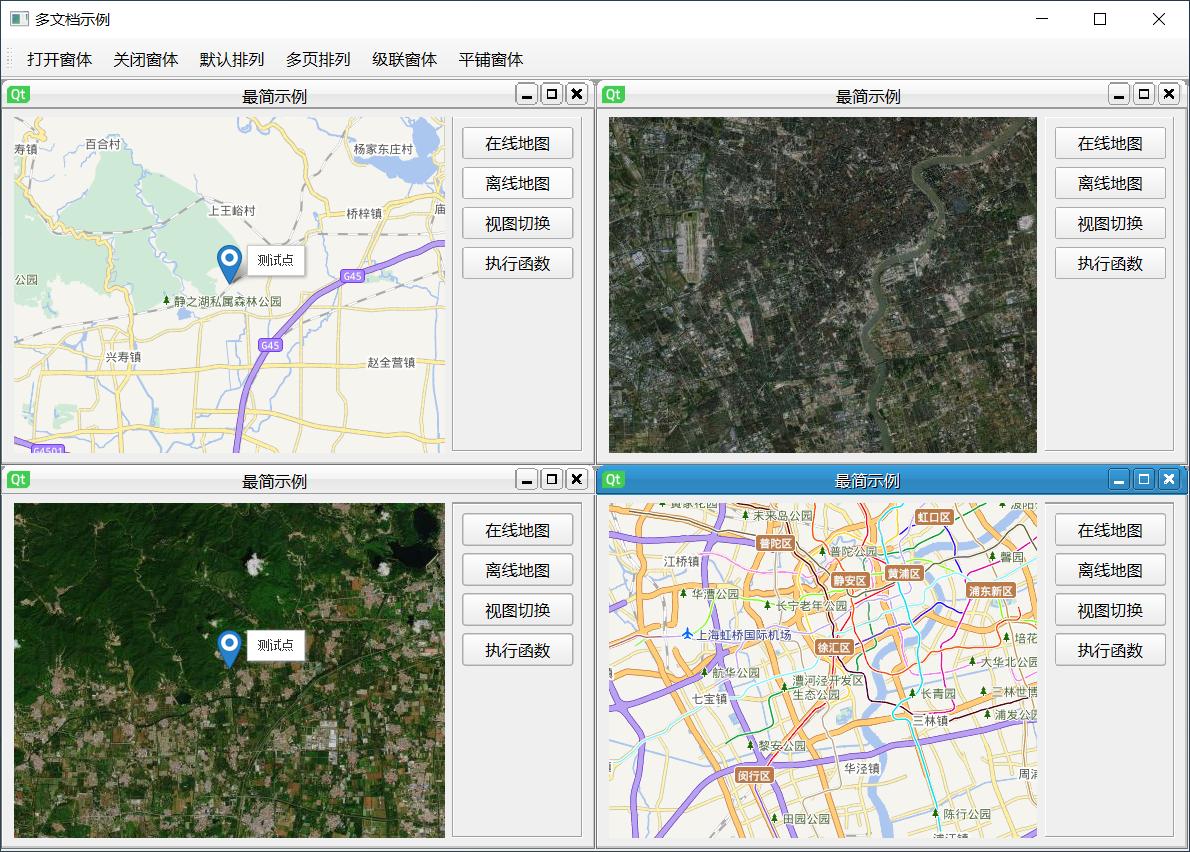 多文档示例
打开窗体 关闭窗体 默认排列 多页排列 级联窗体 平铺窗体
Qt 最简示例
寿镇
百合村
杨家东庄村
上王峪村
桥梓镇
庙
测试点
G45
公园
静之湖私属森林公园
G45
兴寿镇
赵全营镇
G4501
在线地图
离线地图
视图切换
执行函数
Qt 最简示例
在线地图
离线地图
视图切换
执行函数
Qt 最简示例
测试点
在线地图
离线地图
视图切换
执行函数
Qt 最简示例
未来岛公园
虹口区
普陀区
普陀公园
江桥镇
静安区
黄浦区
馨园
华漕公园
长宁老年公园
浦东新区
上海虹桥国际机场
徐汇区
培花
大华北公园
航华公园
漕河泾开发区
生态公园
七宝镇
长青园
三林世博
三林镇
浦发公园
黎安公园
闵行区
华泾镇
周浦
田园公园
陈行公园
浦江镇
在线地图
离线地图
视图切换
执行函数